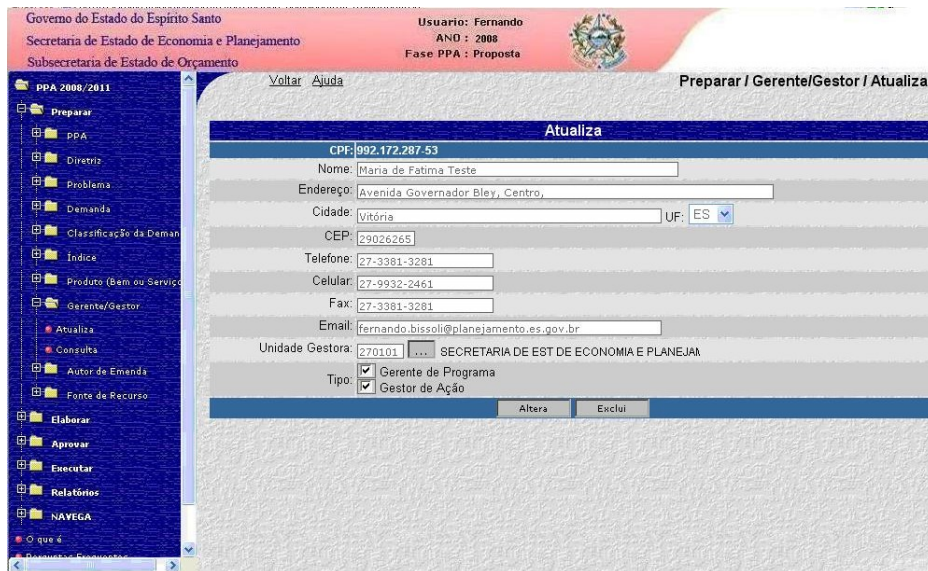 Governo do Estado do Espírito Santo
Secretaria de Estado de Economia e Planejamento
Subsecretaria de Estado de Orçamento
Usuario: Fernando
ANO : 2008
Fase PPA : Proposta
Voltar Ajuda
Preparar / Gerente/Gestor / Atualiza
PPA 2008/2011
Preparar
PPA
Diretriz
Problema
Demanda
Classificação da Deman
Índice
Produto (Bem ou Serviço
Gerente/Gestor
Atualiza
Consulta
Autor de Emenda
Fonte de Recurso
Elaborar
Aprovar
Executar
Relatórios
NAVEGA
O que é
Perguntas Frequentes
Atualiza
CPF: 992.172.287-53
Nome: Maria de Fatima Teste
Endereço: Avenida Governador Bley, Centro,
Cidade: Vitória UF: ES
CEP: 29026265
Telefone: 27-3381-3281
Celular: 27-9932-2461
Fax: 27-3381-3281
Email: fernando.bissoli@planejamento.es.gov.br
Unidade Gestora: 270101 ... SECRETARIA DE EST DE ECONOMIA E PLANEJAM
Tipo: Gerente de Programa
Gestor de Ação
Altera Exclui